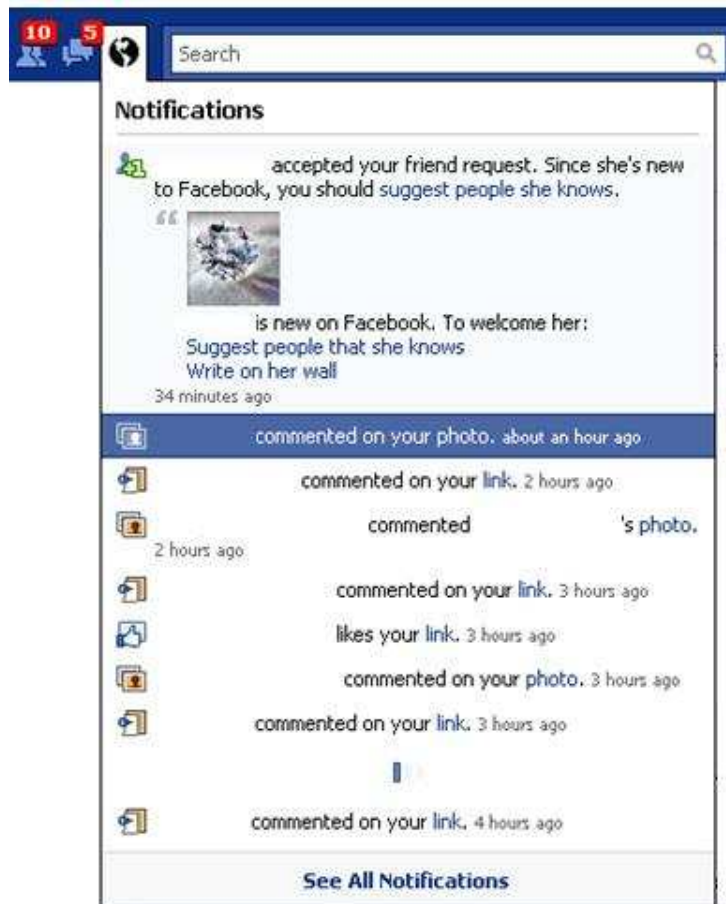 10 5
Search
Notifications
accepted your friend request. Since she's new
to Facebook, you should suggest people she knows.
“
is new on Facebook. To welcome her:
Suggest people that she knows
Write on her wall
34 minutes ago
commented on your photo. about an hour ago
commented on your link. 2 hours ago
commented 's photo.
2 hours ago
commented on your link. 3 hours ago
likes your link. 3 hours ago
commented on your photo. 3 hours ago
commented on your link. 3 hours ago
commented on your link. 4 hours ago
See All Notifications